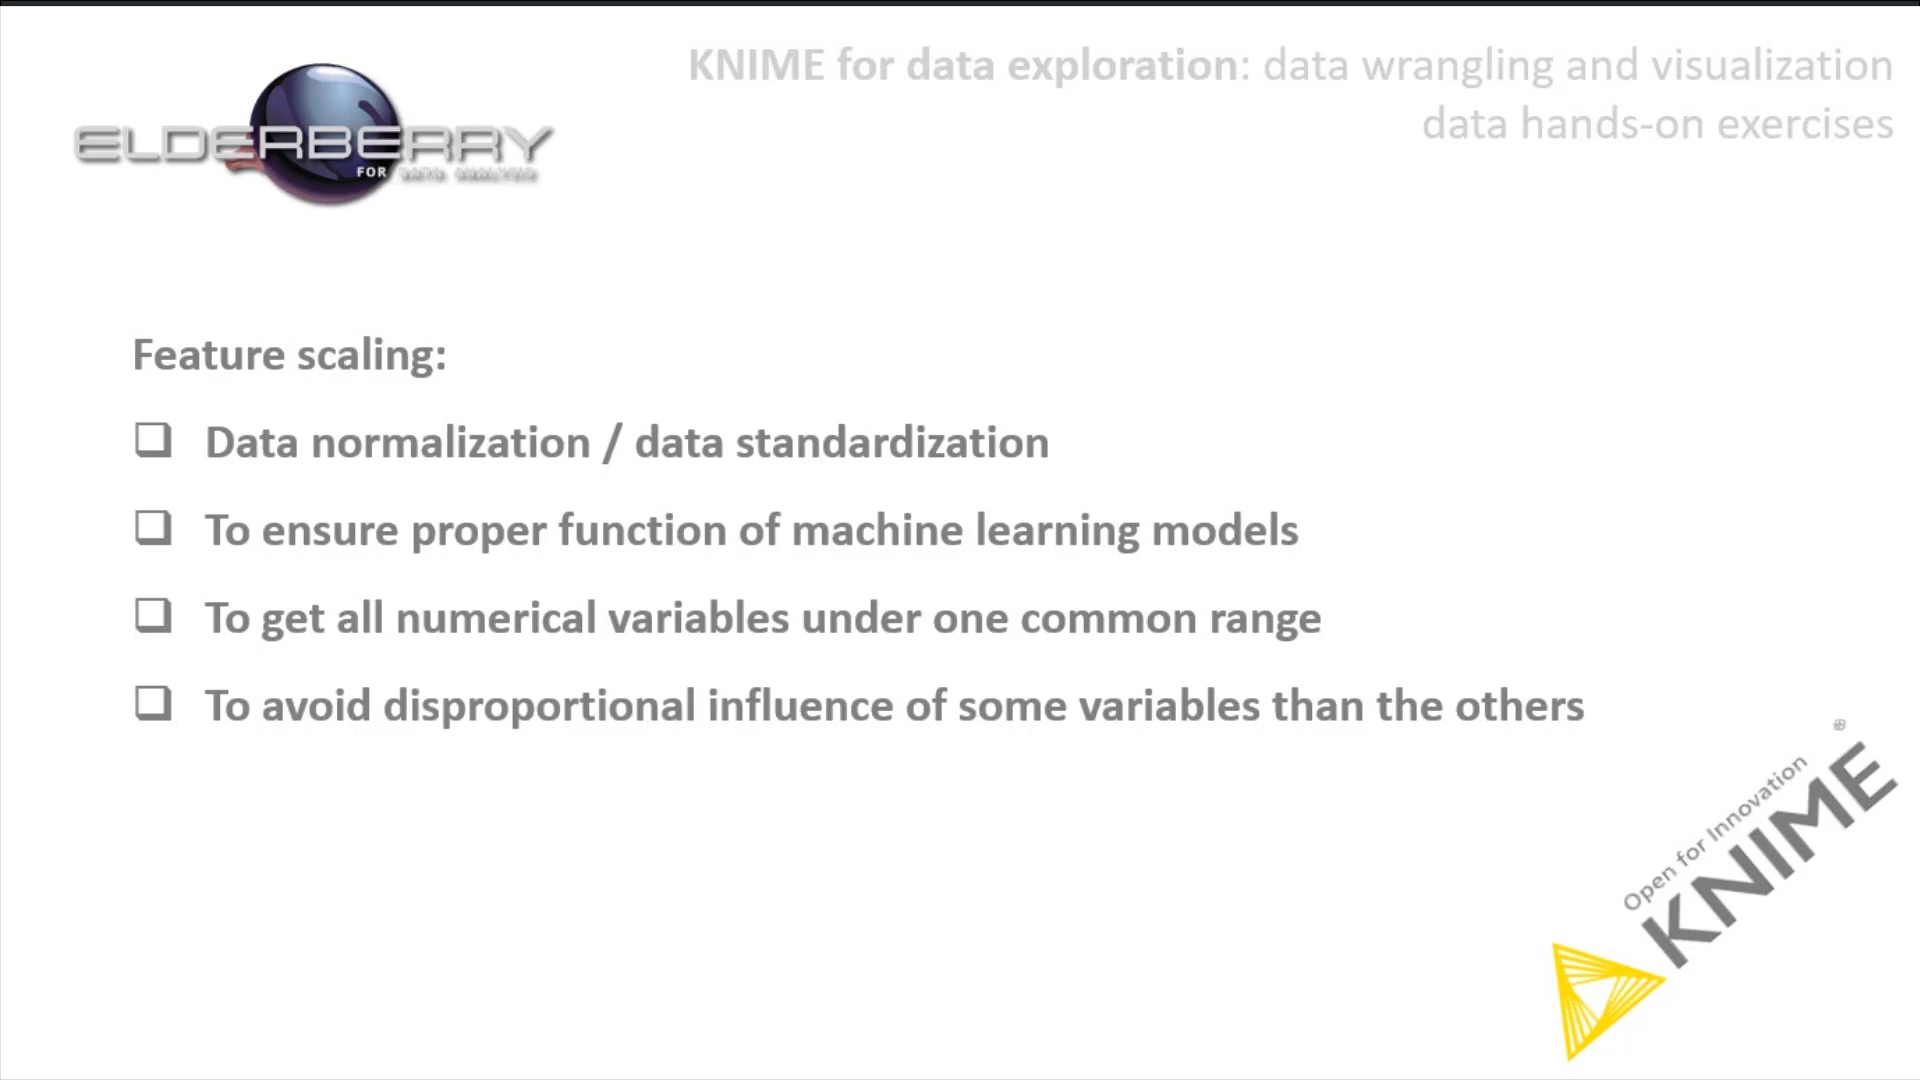 KNIME for data exploration: data wrangling and visualization
data hands-on exercises
ELDERBERRY
FOR DATA ANALYSIS
Feature scaling:
Data normalization / data standardization
To ensure proper function of machine learning models
To get all numerical variables under one common range
To avoid disproportional influence of some variables than the others
Open for Innovation
KNIME
®